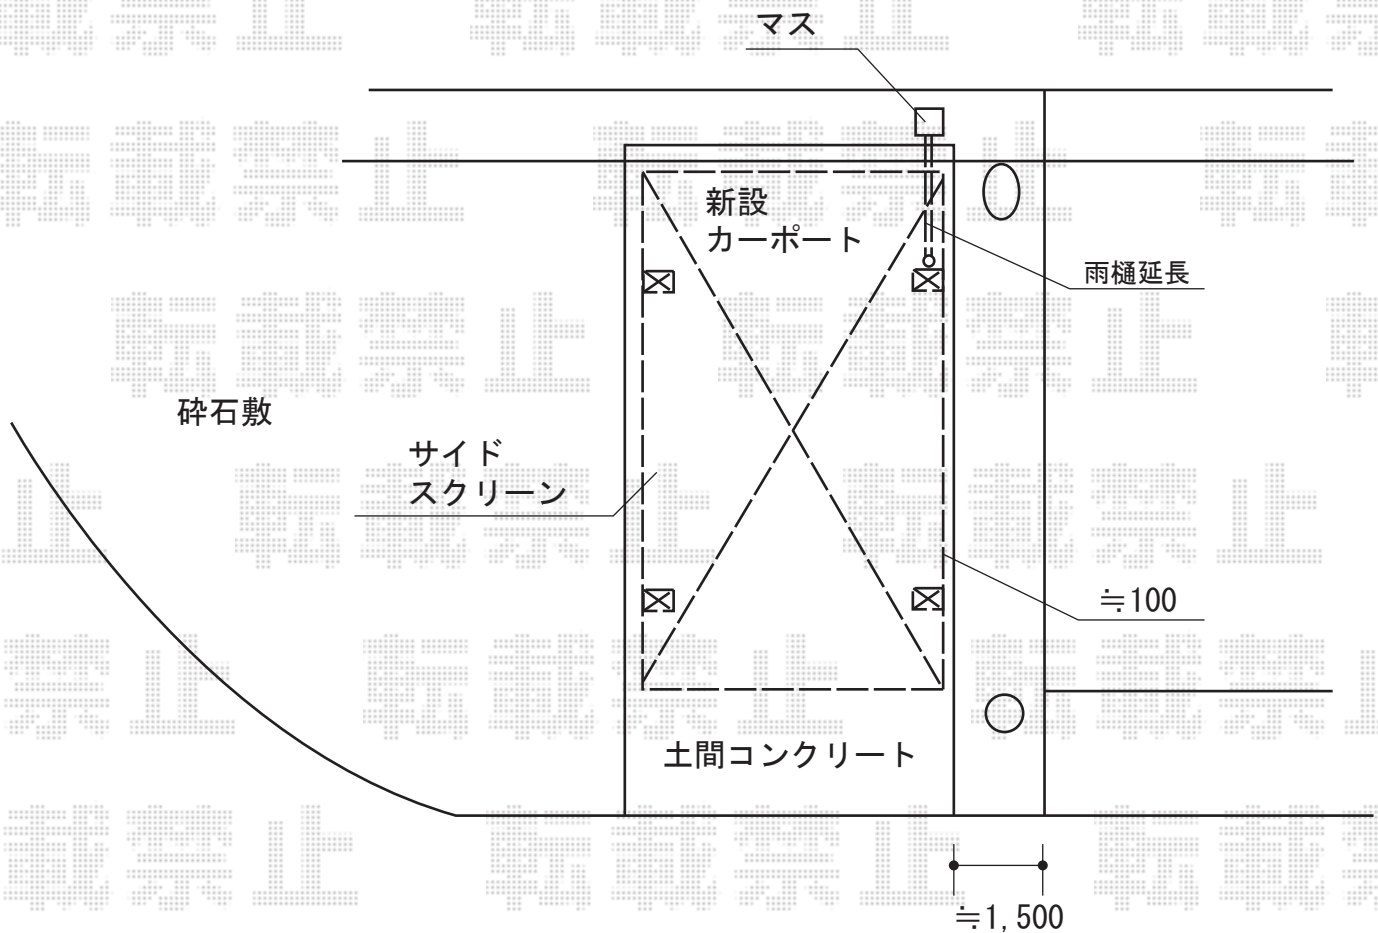 マス
新設
カーポート
雨樋延長
砕石敷
サイド
スクリーン
≒100
土間コンクリート
≒1,500
転載禁止